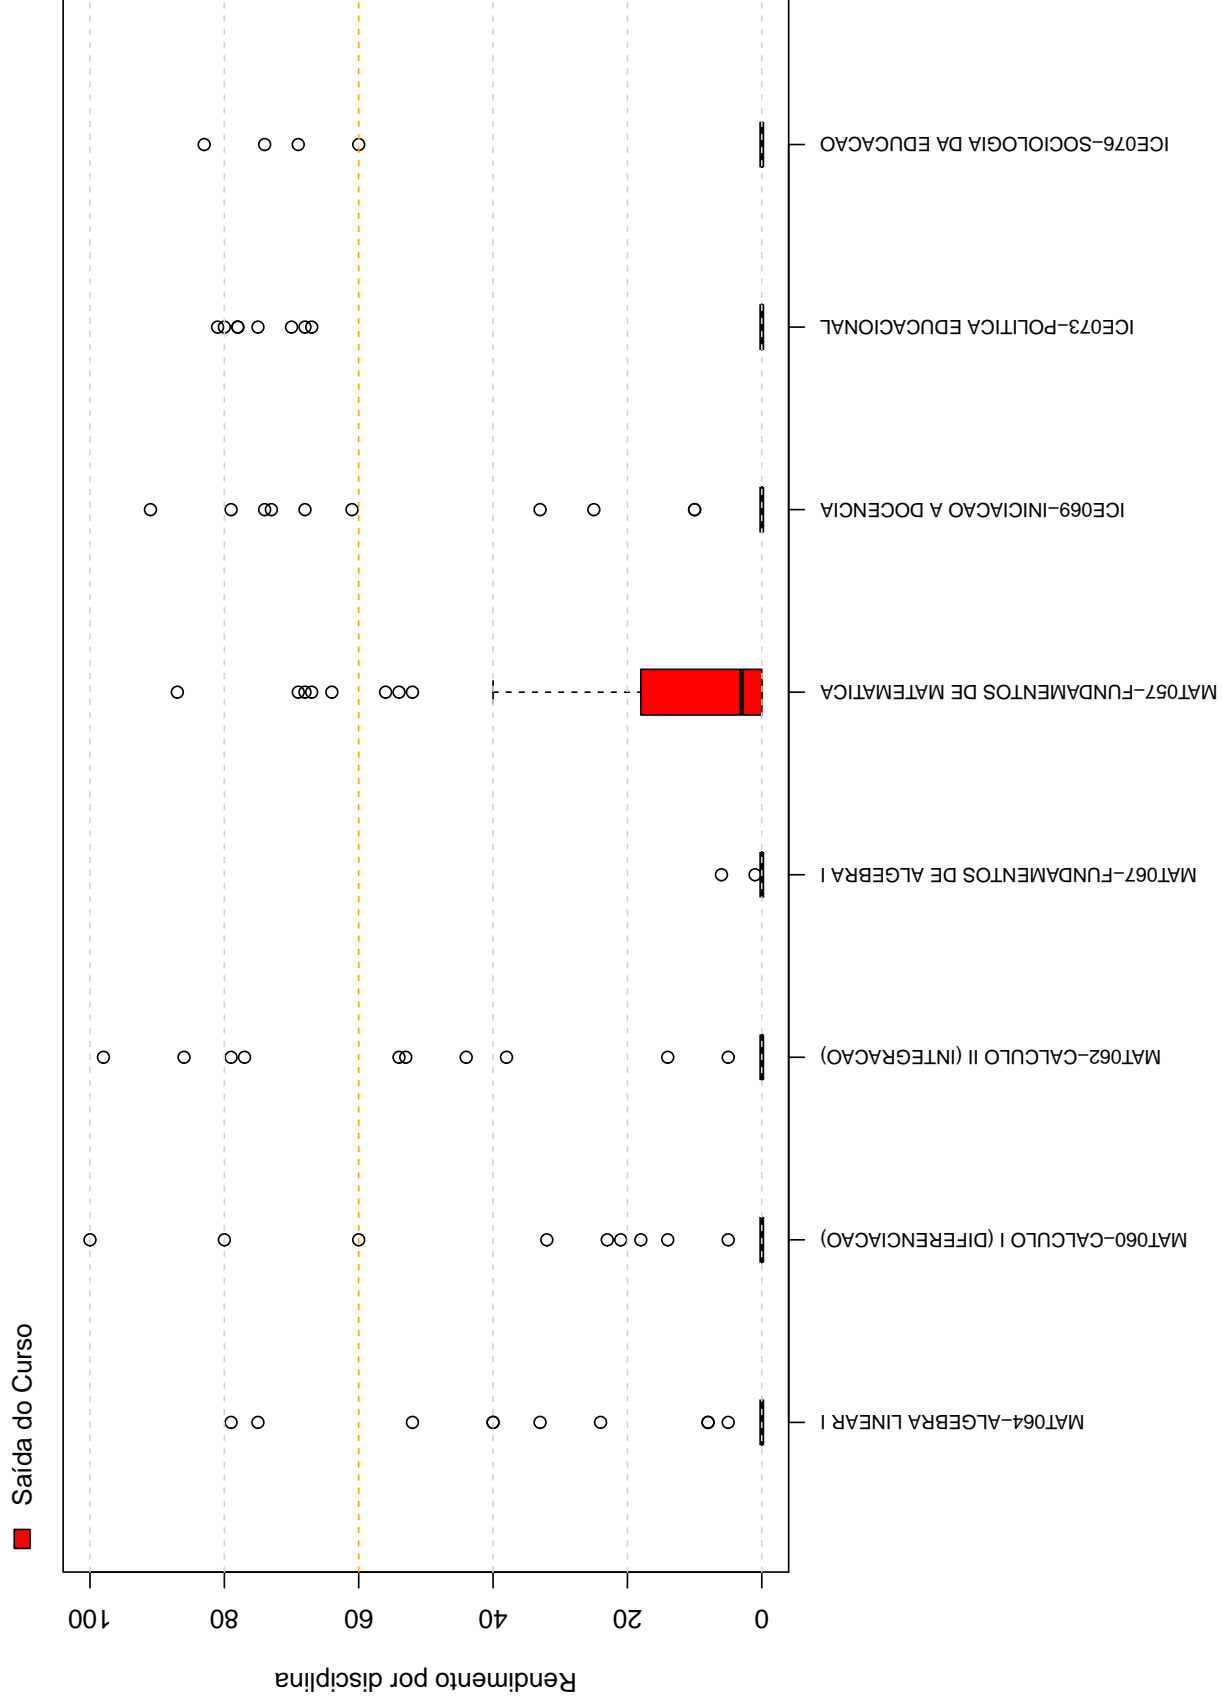 Saída do Curso
Rendimento por disciplina
0
20
40
60
80
100
MAT064−ALGEBRA LINEAR I
MAT060−CALCULO I (DIFERENCIACAO)
MAT062−CALCULO II (INTEGRACAO)
MAT067−FUNDAMENTOS DE ALGEBRA I
MAT057−FUNDAMENTOS DE MATEMATICA
ICE069−INICIACAO A DOCENCIA
ICE073−POLITICA EDUCACIONAL
ICE076−SOCIOLOGIA DA EDUCACAO